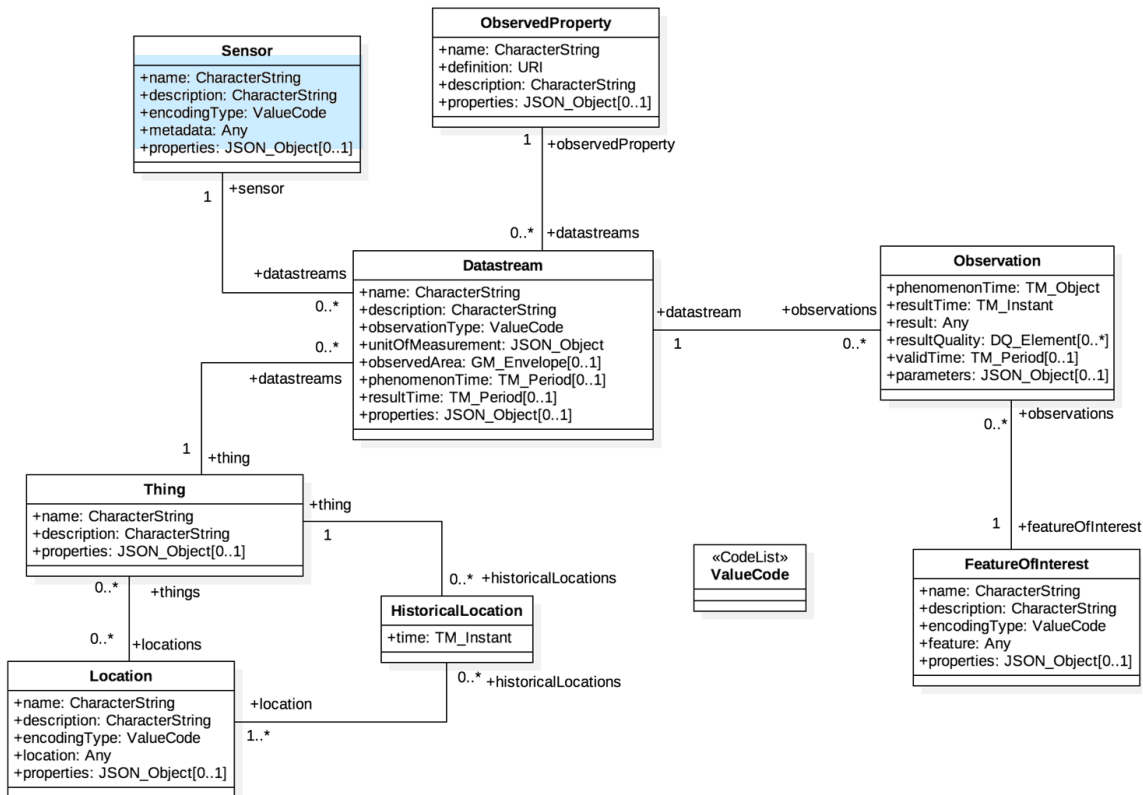 ObservedProperty
+name: CharacterString
+definition: URI
+description: CharacterString
+properties: JSON_Object[0..1]
Sensor
+name: CharacterString
+description: CharacterString
+encodingType: ValueCode
+metadata: Any
+properties: JSON_Object[0..1]
1
+observedProperty
1
+sensor
0..*
+datastreams
+datastreams
0..*
Datastream
+name: CharacterString
+description: CharacterString
+observationType: ValueCode
+unitOfMeasurement: JSON_Object
+observedArea: GM_Envelope[0..1]
+phenomenonTime: TM_Period[0..1]
+resultTime: TM_Period[0..1]
+properties: JSON_Object[0..1]
+datastream
1
+observations
0..*
Observation
+phenomenonTime: TM_Object
+resultTime: TM_Instant
+result: Any
+resultQuality: DQ_Element[0..*]
+validTime: TM_Period[0..1]
+parameters: JSON_Object[0..1]
0..*
+datastreams
0..*
+observations
1
+thing
Thing
+name: CharacterString
+description: CharacterString
+properties: JSON_Object[0..1]
+thing
1
1
+featureOfInterest
«CodeList»
ValueCode
FeatureOfInterest
+name: CharacterString
+description: CharacterString
+encodingType: ValueCode
+feature: Any
+properties: JSON_Object[0..1]
0..*
+things
0..*
+historicalLocations
HistoricalLocation
+time: TM_Instant
0..*
+locations
0..*
+historicalLocations
Location
+name: CharacterString
+description: CharacterString
+encodingType: ValueCode
+location: Any
+properties: JSON_Object[0..1]
+location
1..*